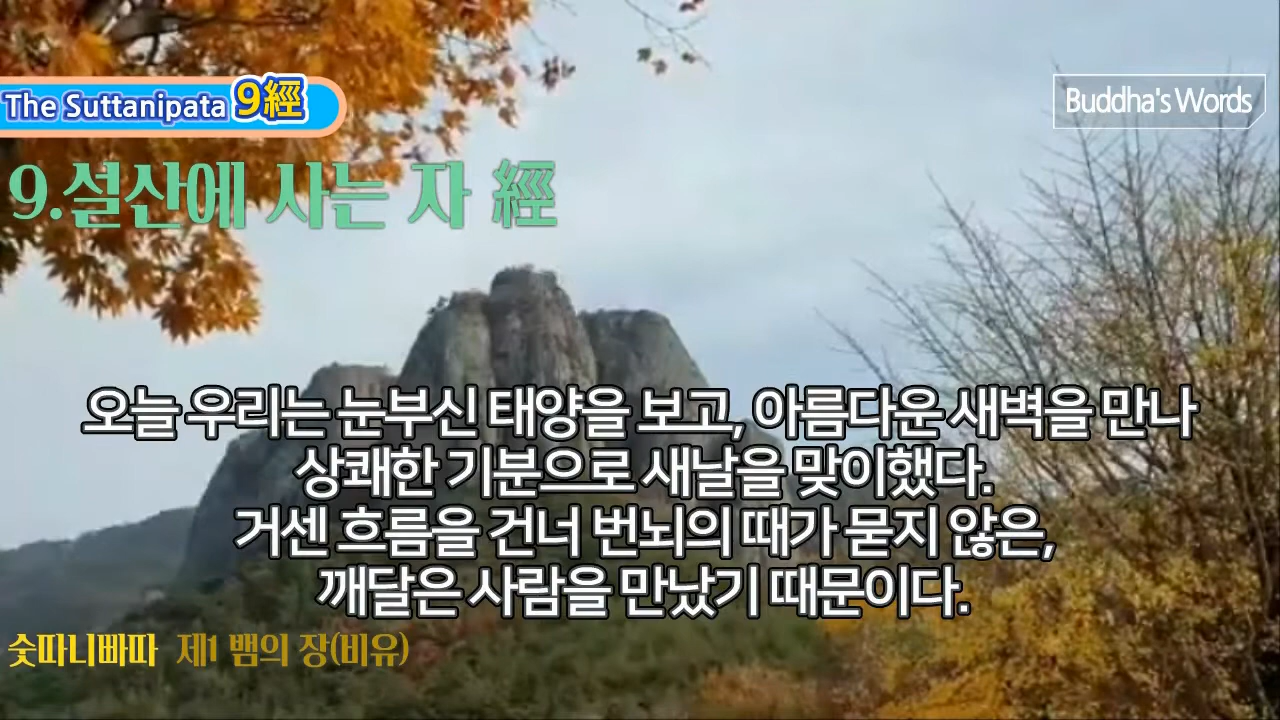 The Suttanipata 9經
Buddha's Words
9.설산에 사는 자 經
오늘 우리는 눈부신 태양을 보고, 아름다운 새벽을 만나
상쾌한 기분으로 새날을 맞이했다.
거센 흐름을 건너 번뇌의 때가 묻지 않은,
깨달은 사람을 만났기 때문이다.
숫따니빠따 제1 뱀의 장(비유)